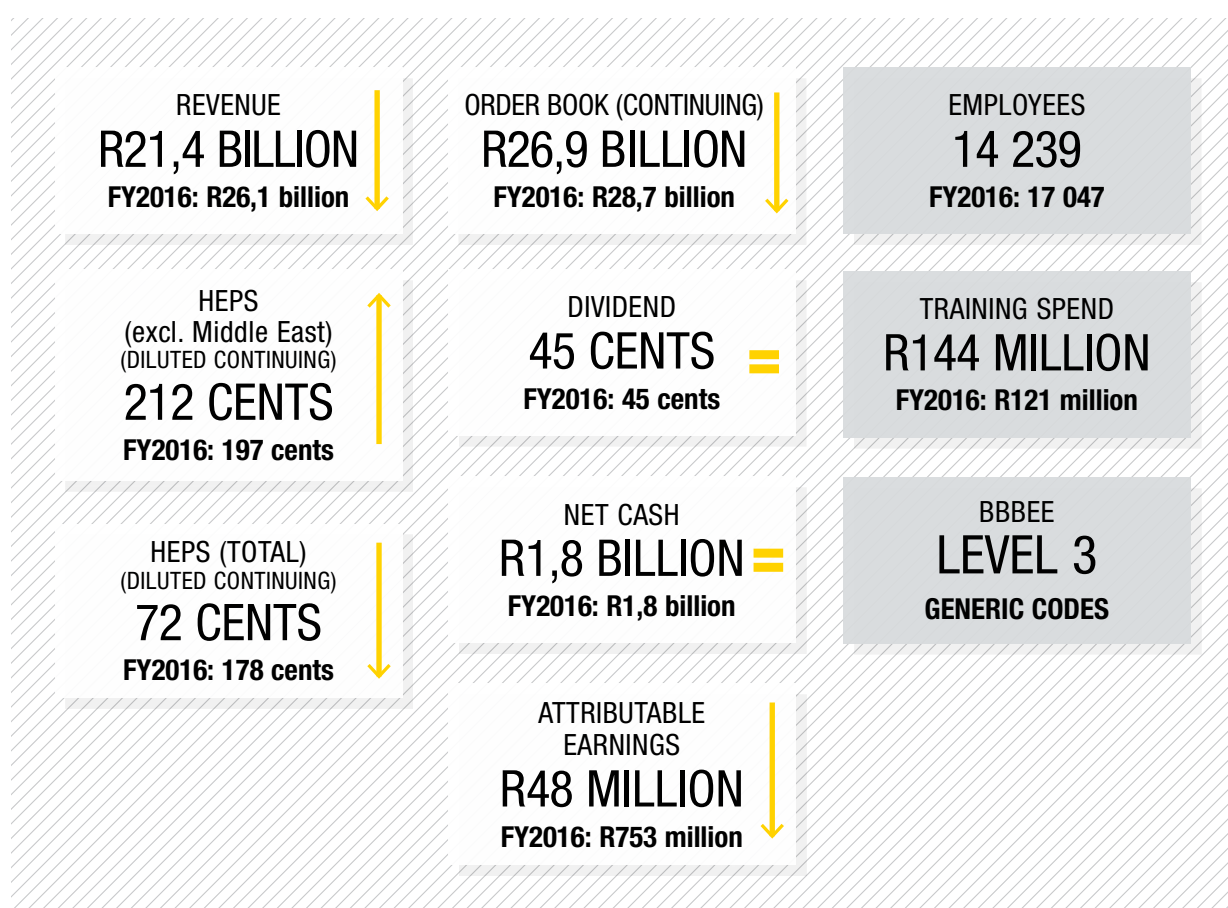 REVENUE
R21,4 BILLION
FY2016: R26,1 billion
HEPS
(excl. Middle East)
(DILUTED CONTINUING)
212 CENTS
FY2016: 197 cents
HEPS (TOTAL)
(DILUTED CONTINUING)
72 CENTS
FY2016: 178 cents
ORDER BOOK (CONTINUING)
R26,9 BILLION
FY2016: R28,7 billion
DIVIDEND
45 CENTS =
FY2016: 45 cents
NET CASH
R1,8 BILLION =
FY2016: R1,8 billion
ATTRIBUTABLE
EARNINGS
R48 MILLION
FY2016: R753 million
EMPLOYEES
14 239
FY2016: 17 047
TRAINING SPEND
R144 MILLION
FY2016: R121 million
BBBEE
LEVEL 3
GENERIC CODES